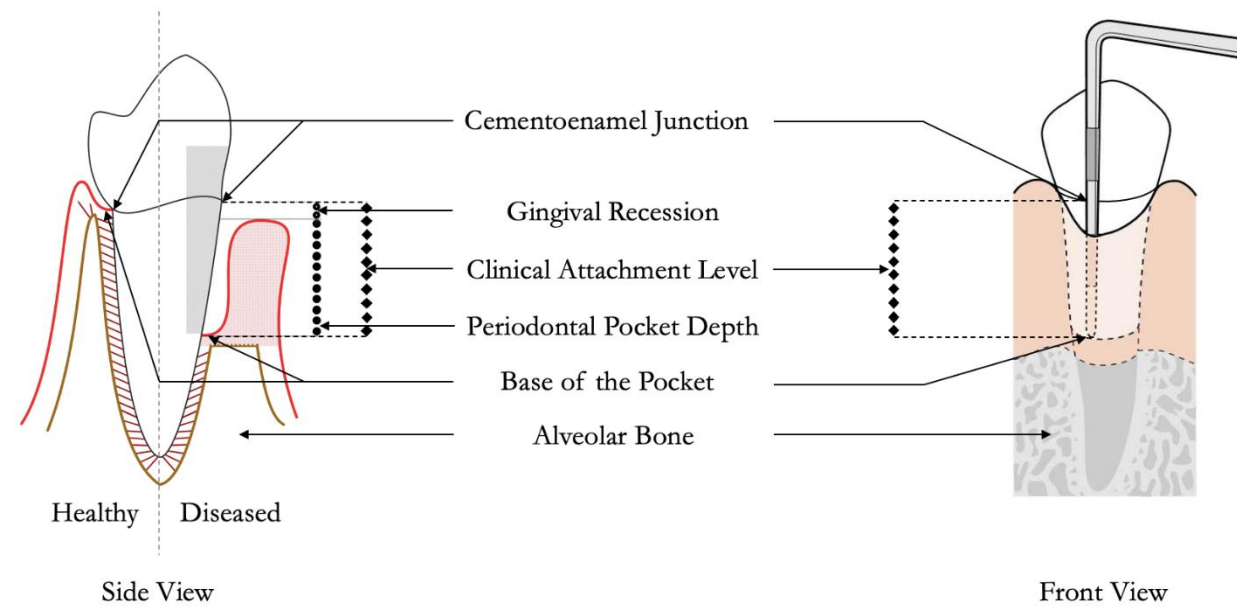 Cementoenamel Junction
Gingival Recession
Clinical Attachment Level
Periodontal Pocket Depth
Base of the Pocket
Alveolar Bone
Healthy Diseased
Side View
Front View